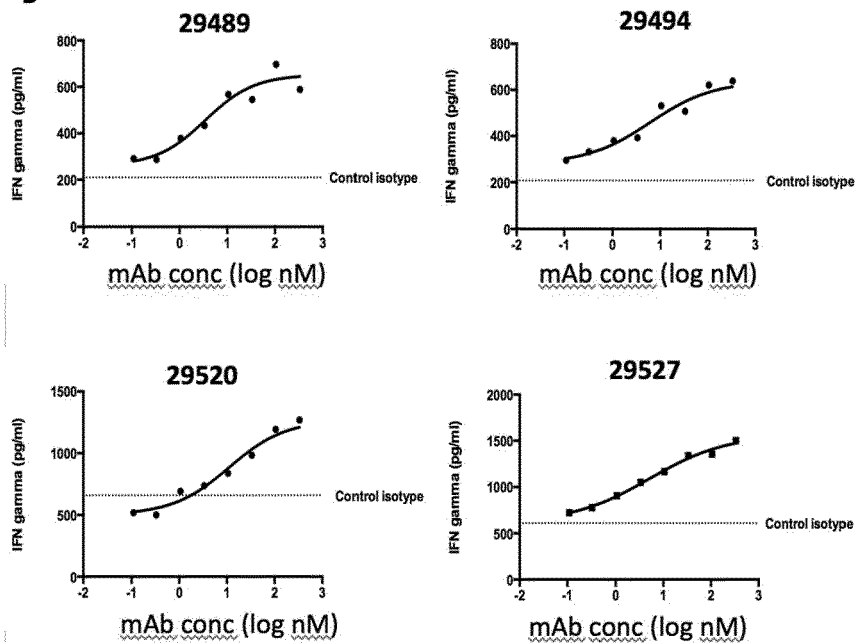 29489
800
600
400
200
0
IFN gamma (pg/ml)
Control isotype
-2 -1 0 1 2 3
mAb conc (log nM)
29494
800
600
400
200
0
IFN gamma (pg/ml)
Control isotype
-2 -1 0 1 2 3
mAb conc (log nM)
29520
1500
1000
500
0
IFN gamma (pg/ml)
Control isotype
-2 -1 0 1 2 3
mAb conc (log nM)
29527
2000
1500
1000
500
0
IFN gamma (pg/ml)
Control isotype
-2 -1 0 1 2 3
mAb conc (log nM)